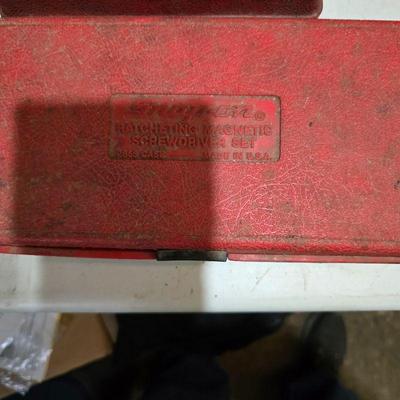 Snap-on®
RATCHETING MAGNETIC
SCREWDRIVER SET
MADE IN U.S.A.